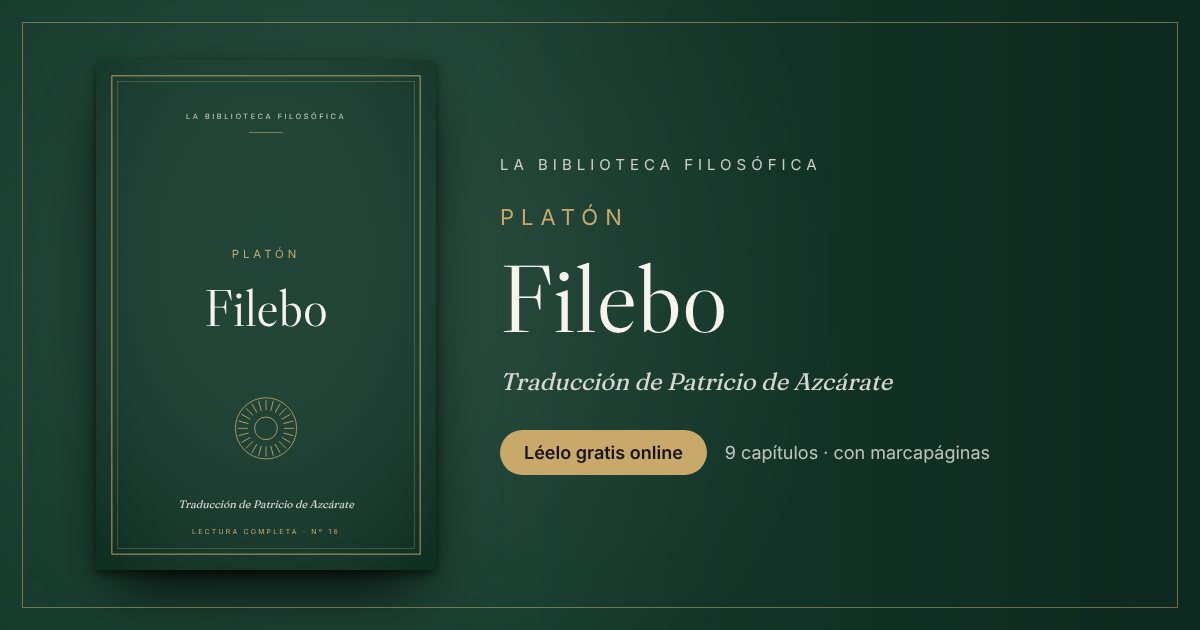 LA BIBLIOTECA FILOSÓFICA
PLATÓN
Filebo
Traducción de Patricio de Azcárate
LECTURA COMPLETA · Nº 16
LA BIBLIOTECA FILOSÓFICA
PLATÓN
Filebo
Traducción de Patricio de Azcárate
Léelo gratis online
9 capítulos · con marcapáginas